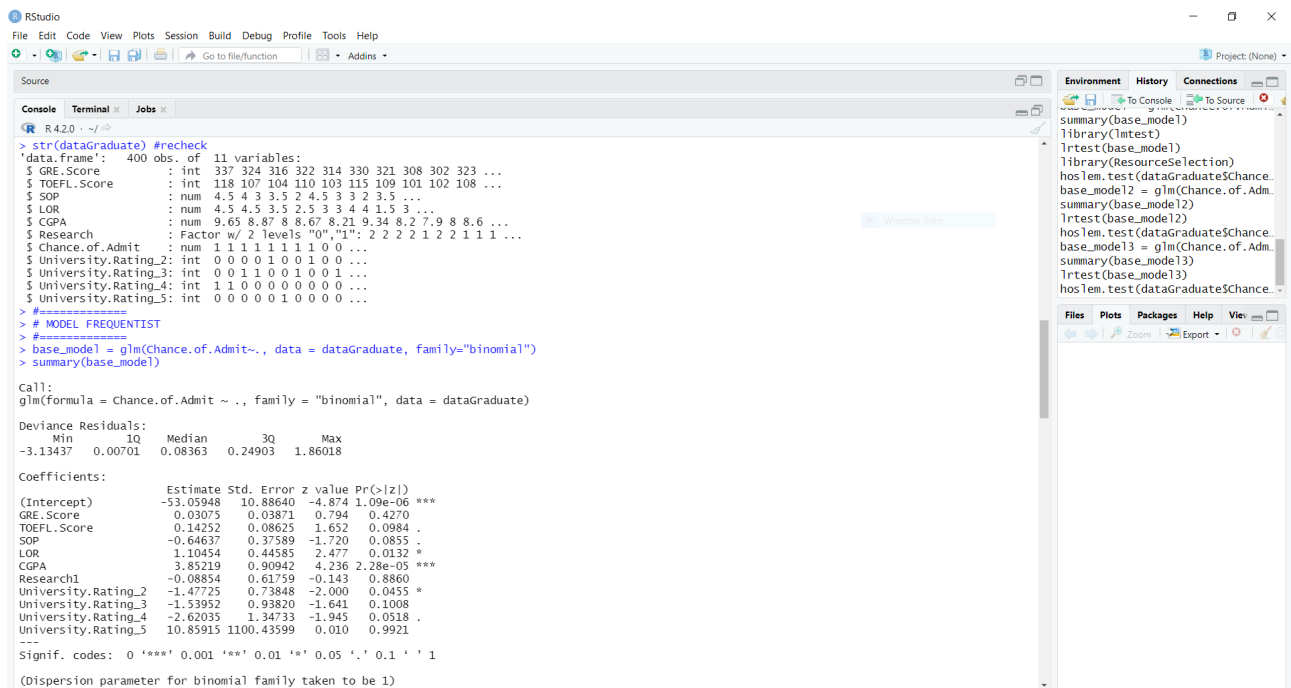 RStudio
File Edit Code View Plots Session Build Debug Profile Tools Help
Go to file/function Addins Project: (None)
Source
Console Terminal Jobs
R 4.2.0 · ~/
> str(dataGraduate) #recheck
'data.frame':   400 obs. of  11 variables:
 $ GRE.Score          : int  337 324 316 322 314 330 321 308 302 323 ...
 $ TOEFL.Score        : int  118 107 104 110 103 115 109 101 102 108 ...
 $ SOP                : num  4.5 4 3 3.5 2 4.5 3 3 2 3.5 ...
 $ LOR                : num  4.5 4.5 3.5 2.5 3 3 4 4 1.5 3 ...
 $ CGPA               : num  9.65 8.87 8 8.67 8.21 9.34 8.2 7.9 8 8.6 ...
 $ Research           : Factor w/ 2 levels "0","1": 2 2 2 2 1 2 2 1 1 1 ...
 $ Chance.of.Admit    : num  1 1 1 1 1 1 1 1 0 0 ...
 $ University.Rating_2: int  0 0 0 0 1 0 0 1 0 0 ...
 $ University.Rating_3: int  0 0 1 1 0 0 1 0 0 1 ...
 $ University.Rating_4: int  1 1 0 0 0 0 0 0 0 0 ...
 $ University.Rating_5: int  0 0 0 0 0 1 0 0 0 0 ...
> #=============
> # MODEL FREQUENTIST
> #=============
> base_model = glm(Chance.of.Admit~., data = dataGraduate, family="binomial")
> summary(base_model)
Call:
glm(formula = Chance.of.Admit ~ ., family = "binomial", data = dataGraduate)
Deviance Residuals:
     Min       1Q   Median       3Q      Max
-3.13437  0.00701  0.08363  0.24903  1.86018
Coefficients:
                     Estimate Std. Error z value Pr(>|z|)
(Intercept)         -53.05948   10.88640  -4.874 1.09e-06 ***
GRE.Score             0.03075    0.03871   0.794   0.4270
TOEFL.Score           0.14252    0.08625   1.652   0.0984 .
SOP                  -0.64637    0.37589  -1.720   0.0855 .
LOR                   1.10454    0.44585   2.477   0.0132 *
CGPA                  3.85219    0.90942   4.236 2.28e-05 ***
Research1            -0.08854    0.61759  -0.143   0.8860
University.Rating_2  -1.47725    0.73848  -2.000   0.0455 *
University.Rating_3  -1.53952    0.93820  -1.641   0.1008
University.Rating_4  -2.62035    1.34733  -1.945   0.0518 .
University.Rating_5  10.85915 1100.43599   0.010   0.9921
---
Signif. codes:  0 ‘***’ 0.001 ‘**’ 0.01 ‘*’ 0.05 ‘.’ 0.1 ‘ ’ 1
(Dispersion parameter for binomial family taken to be 1)
Window Snip
Environment History Connections
To Console To Source
summary(base_model)
library(lmtest)
lrtest(base_model)
library(ResourceSelection)
hoslem.test(dataGraduate$Chance…
base_model2 = glm(Chance.of.Adm…
summary(base_model2)
lrtest(base_model2)
hoslem.test(dataGraduate$Chance…
base_model3 = glm(Chance.of.Adm…
summary(base_model3)
lrtest(base_model3)
hoslem.test(dataGraduate$Chance…
Files Plots Packages Help View
Zoom Export